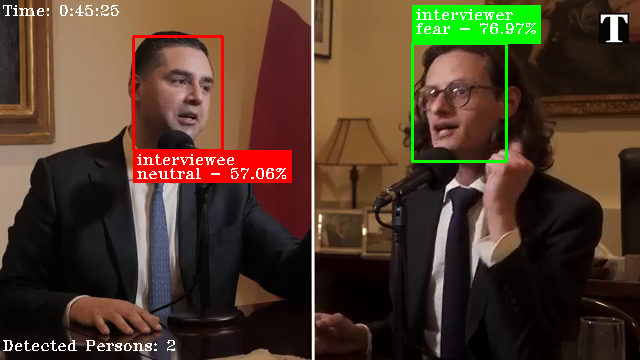 Time: 0:45:25
interviewer
fear - 76.97%
T
interviewee
neutral - 57.06%
Detected Persons: 2